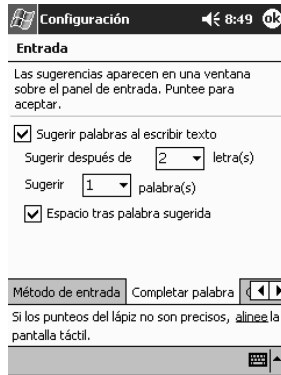 Configuración 8:49 ok
Entrada
Las sugerencias aparecen en una ventana
sobre el panel de entrada. Puntee para
aceptar.
Sugerir palabras al escribir texto
Sugerir después de 2 letra(s)
Sugerir 1 palabra(s)
Espacio tras palabra sugerida
Método de entrada Completar palabra
Si los punteos del lápiz no son precisos, alinee la
pantalla táctil.